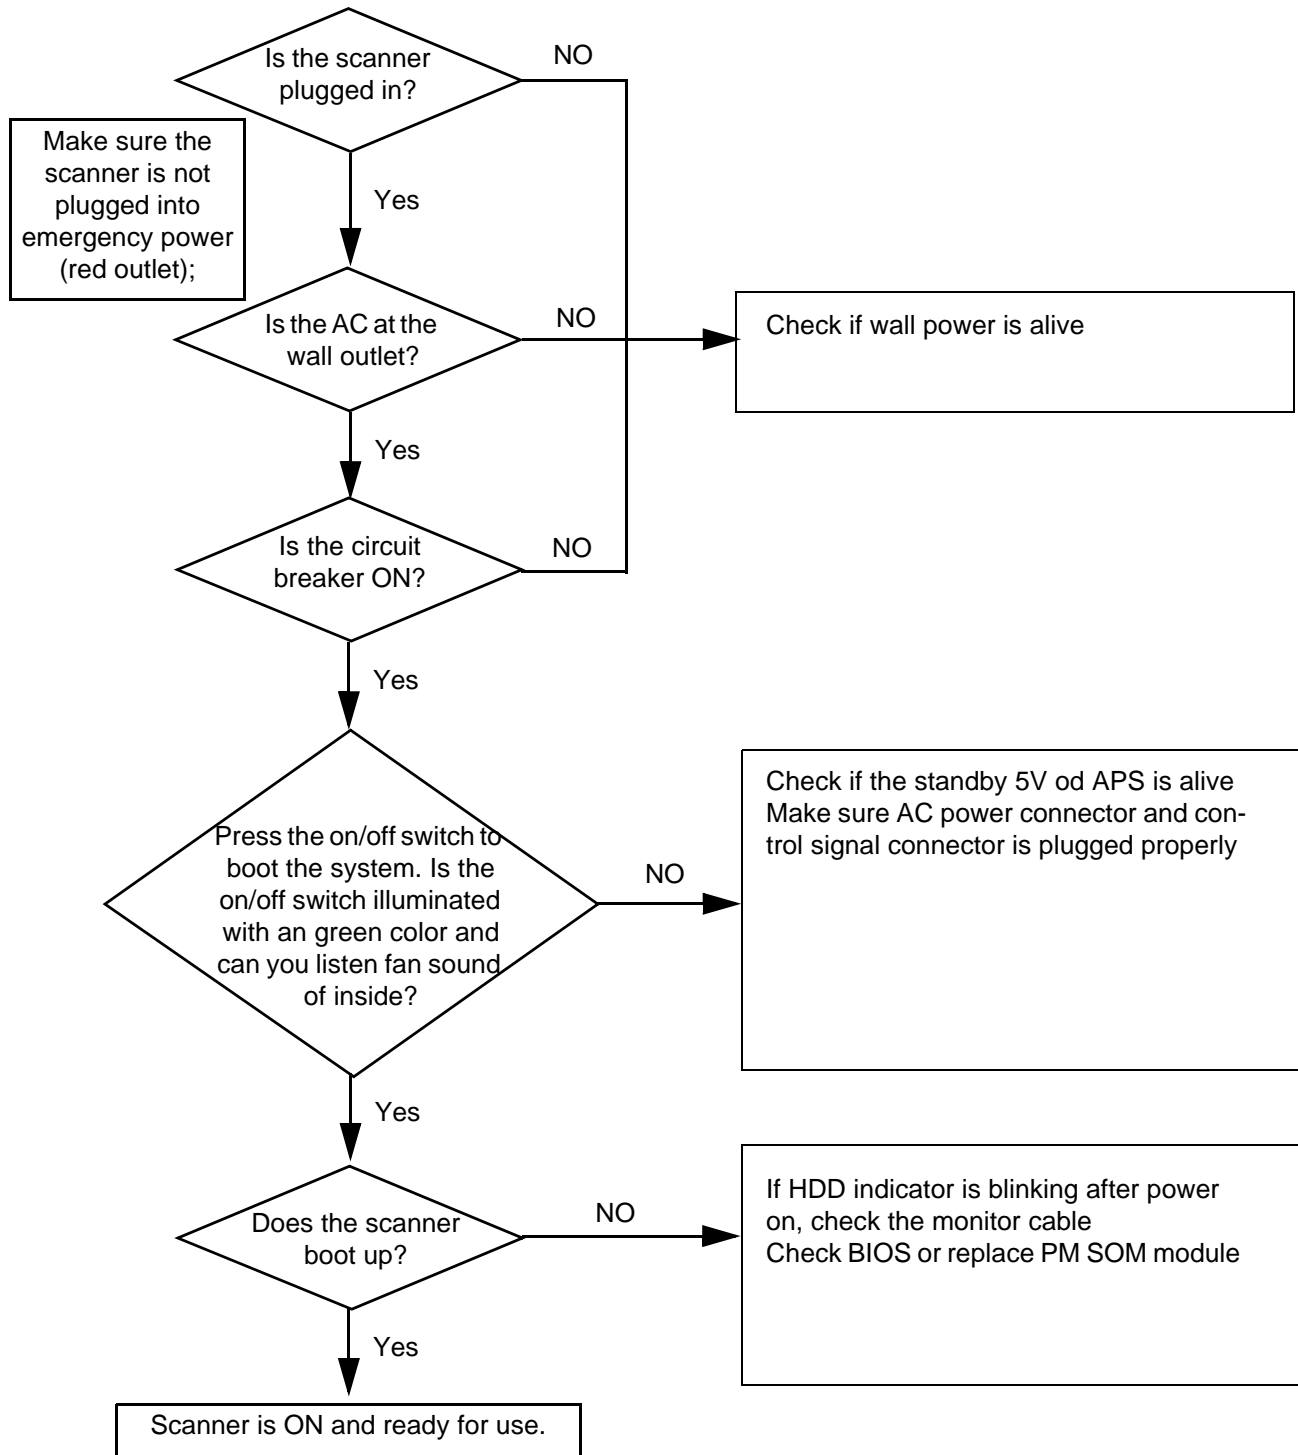 Is the scanner
plugged in?
NO
Make sure the
scanner is not
plugged into
emergency power
(red outlet);
Yes
Is the AC at the
wall outlet?
NO
Check if wall power is alive
Yes
Is the circuit
breaker ON?
NO
Yes
Press the on/off switch to
boot the system. Is the
on/off switch illuminated
with an green color and
can you listen fan sound
of inside?
NO
Check if the standby 5V od APS is alive
Make sure AC power connector and con-
trol signal connector is plugged properly
Yes
Does the scanner
boot up?
NO
If HDD indicator is blinking after power
on, check the monitor cable
Check BIOS or replace PM SOM module
Yes
Scanner is ON and ready for use.